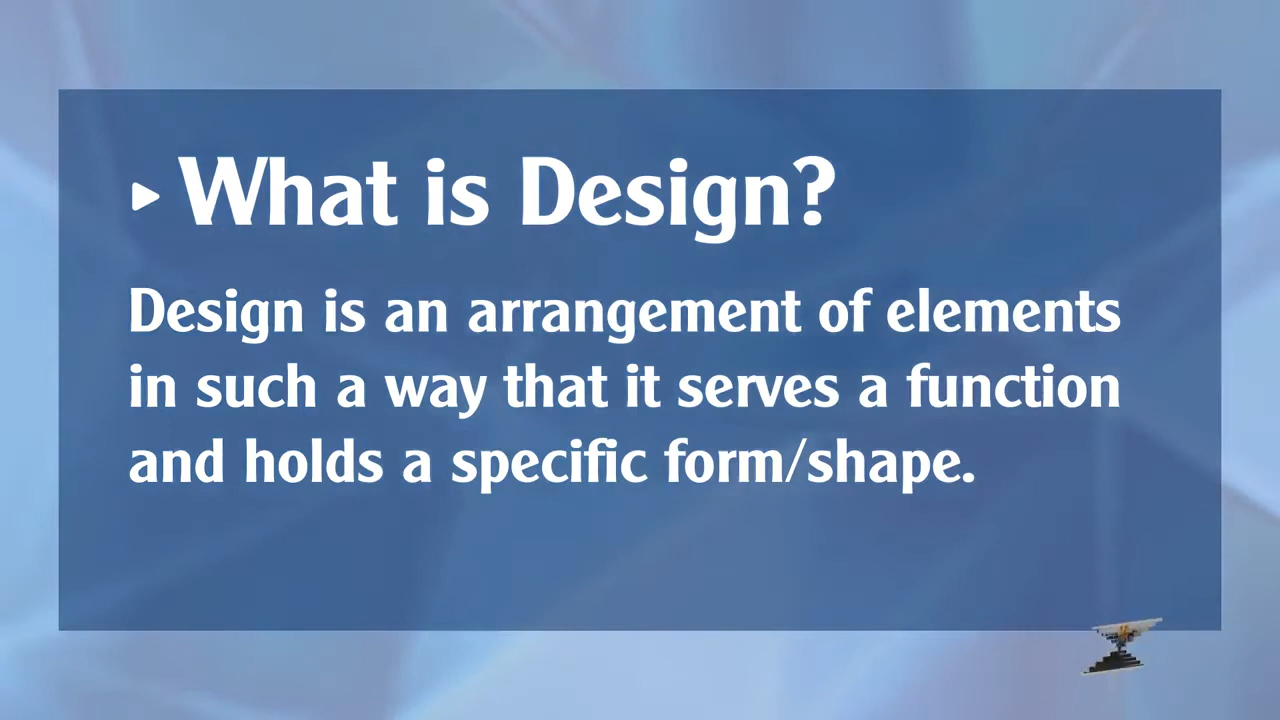 What is Design?
Design is an arrangement of elements
in such a way that it serves a function
and holds a specific form/shape.